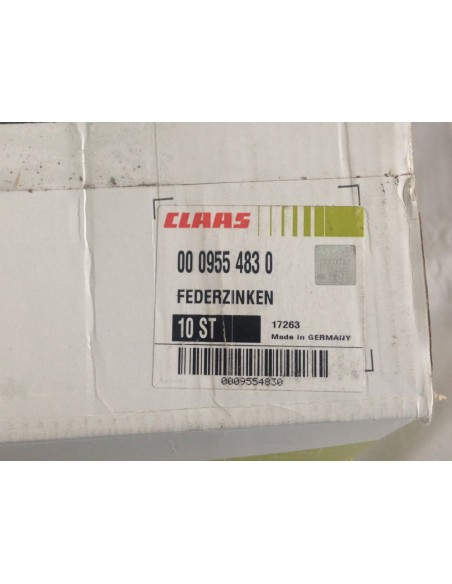 CLAAS
00 0955 483 0
FEDERZINKEN
10 ST
17263
Made in GERMANY
0009554830